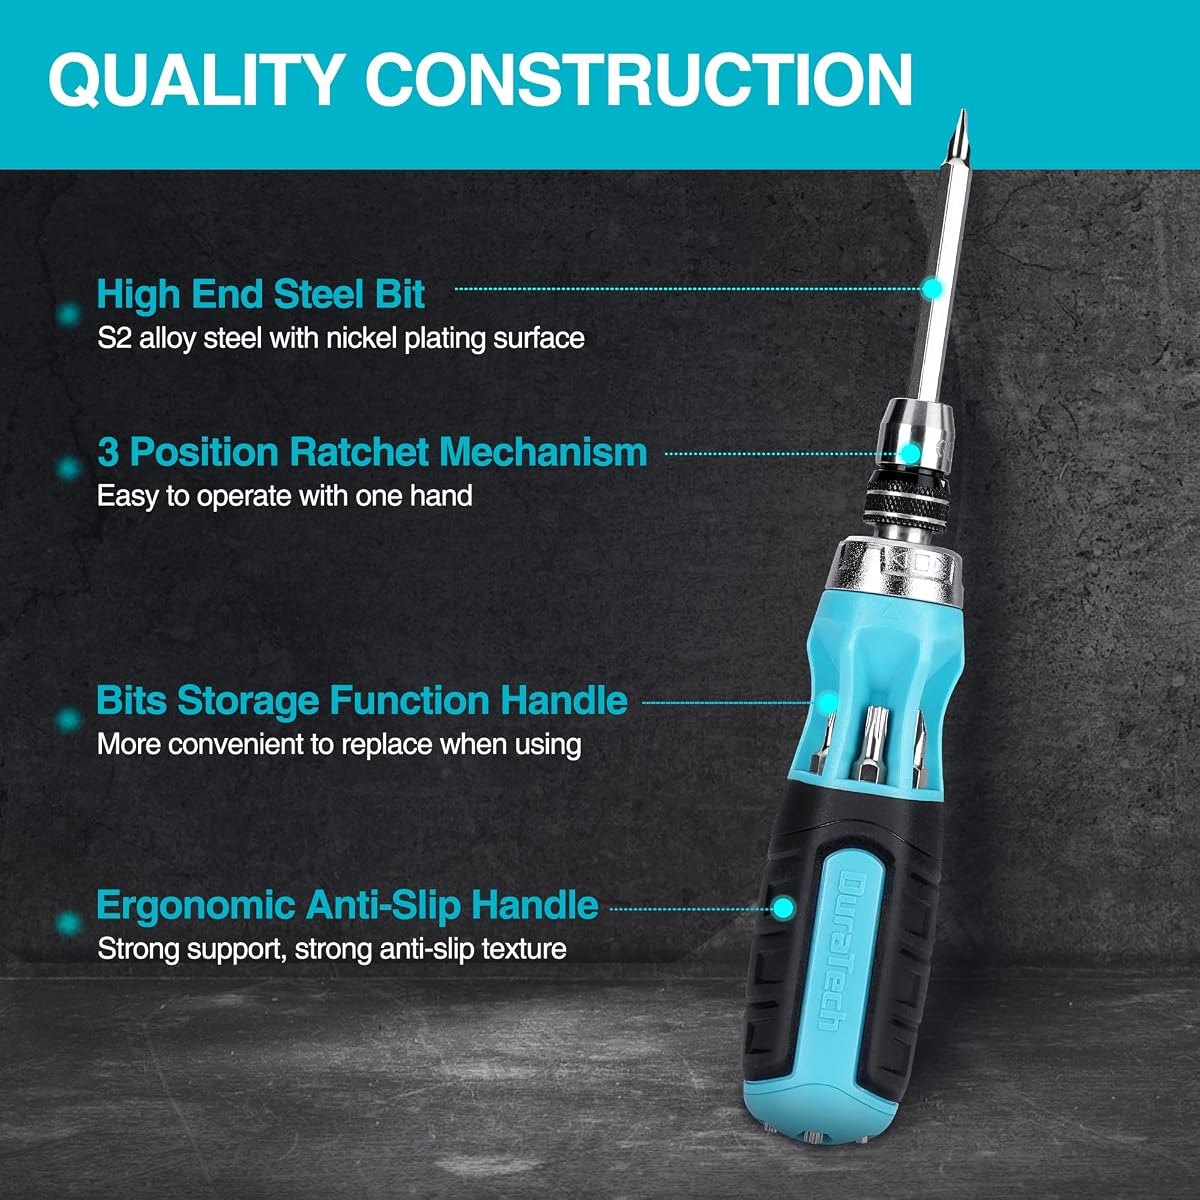 QUALITY CONSTRUCTION
High End Steel Bit
S2 alloy steel with nickel plating surface
3 Position Ratchet Mechanism
Easy to operate with one hand
Bits Storage Function Handle
More convenient to replace when using
Ergonomic Anti-Slip Handle
Strong support, strong anti-slip texture
DuraTech